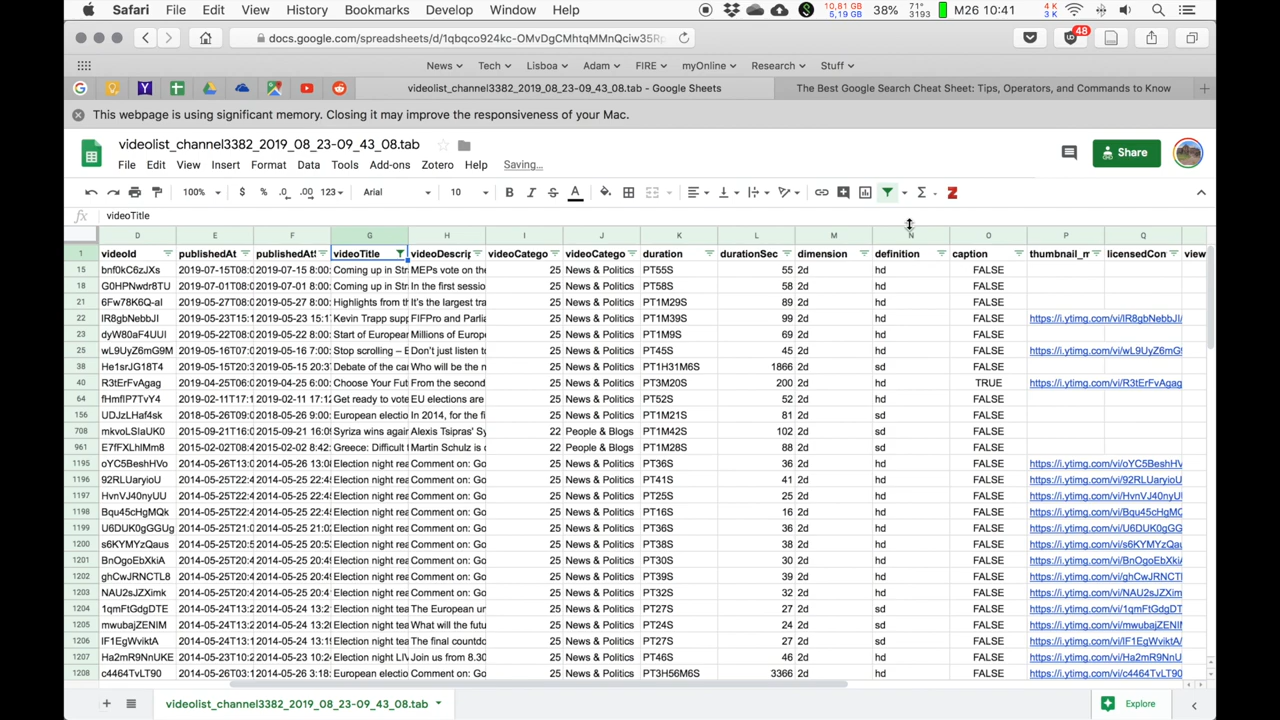 Safari File Edit View History Bookmarks Develop Window Help 10,81 GB 5,19 GB 38% 71° 3193 4 K 3 K M26 10:41
docs.google.com/spreadsheets/d/1qbqco924kc-OMvDgCMhtqMMnQciw35R 48
News Tech Lisboa Adam FIRE myOnline Research Stuff
videolist_channel3382_2019_08_23-09_43_08.tab - Google Sheets The Best Google Search Cheat Sheet: Tips, Operators, and Commands to Know
This webpage is using significant memory. Closing it may improve the responsiveness of your Mac.
videolist_channel3382_2019_08_23-09_43_08.tab
File Edit View Insert Format Data Tools Add-ons Zotero Help Saving... Share
100% $ % .0 .00 123 Arial 10 B I S A Σ Z
fx videoTitle
D E F G H I J K L M N O P Q
1 videoId publishedAt publishedAtS videoTitle videoDescrip videoCatego videoCatego duration durationSec dimension definition caption thumbnail_m licensedCon view
15 bnf0kC6zJXs 2019-07-15T08:0 2019-07-15 8:00: Coming up in Str MEPs vote on the 25 News & Politics PT55S 55 2d hd FALSE
18 G0HPNwdr8TU 2019-07-01T08:0 2019-07-01 8:00: Coming up in Str In the first sessio 25 News & Politics PT58S 58 2d hd FALSE
21 6Fw78K6Q-aI 2019-05-27T08:0 2019-05-27 8:00: Highlights from th It's the largest tra 25 News & Politics PT1M29S 89 2d hd FALSE
22 lR8gbNebbJI 2019-05-23T15:1 2019-05-23 15:1 Kevin Trapp supp FIFPro and Parlia 25 News & Politics PT1M39S 99 2d hd FALSE https://i.ytimg.com/vi/lR8gbNebbJI/
23 dyW80aF4UUI 2019-05-22T08:0 2019-05-22 8:00: Start of European Millions of Europ 25 News & Politics PT1M9S 69 2d hd FALSE
25 wL9UyZ6mG9M 2019-05-16T07:0 2019-05-16 7:00: Stop scrolling – E Don't just listen to 25 News & Politics PT45S 45 2d hd FALSE https://i.ytimg.com/vi/wL9UyZ6mG9
38 He1srJG18T4 2019-05-15T20:3 2019-05-15 20:3 Debate of the can Who will be the n 25 News & Politics PT1H31M6S 1866 2d hd FALSE
40 R3tErFvAgag 2019-04-25T06:0 2019-04-25 6:00: Choose Your Fut From the second 25 News & Politics PT3M20S 200 2d hd TRUE https://i.ytimg.com/vi/R3tErFvAgag
64 fHmfIP7TvY4 2019-02-11T17:1 2019-02-11 17:12 Get ready to vote EU elections are 25 News & Politics PT52S 52 2d hd FALSE
156 UDJzLHaf4sk 2018-05-26T09:0 2018-05-26 9:00: European electio In 2014, for the fi 25 News & Politics PT1M21S 81 2d sd FALSE
708 mkvoLSIaUK0 2015-09-21T16:0 2015-09-21 16:0 Syriza wins again Alexis Tsipras' Sy 22 People & Blogs PT1M42S 102 2d sd FALSE
961 E7fFXLhlMm8 2015-02-02T08:4 2015-02-02 8:42: Greece: Difficult t Martin Schulz is c 22 People & Blogs PT1M28S 88 2d sd FALSE
1195 oYC5BeshHVo 2014-05-26T13:0 2014-05-26 13:0 Election night rea Comment on: Go 25 News & Politics PT36S 36 2d hd FALSE https://i.ytimg.com/vi/oYC5BeshHV
1196 92RLUaryioU 2014-05-25T22:4 2014-05-25 22:4 Election night rea Comment on: Go 25 News & Politics PT41S 41 2d hd FALSE https://i.ytimg.com/vi/92RLUaryioU
1197 HvnVJ40nyUU 2014-05-25T22:4 2014-05-25 22:4 Election night rea Comment on: Go 25 News & Politics PT25S 25 2d hd FALSE https://i.ytimg.com/vi/HvnVJ40nyU
1198 Bqu45cHgMQk 2014-05-25T22:4 2014-05-25 22:4 Election night rea Comment on: Go 25 News & Politics PT16S 16 2d hd FALSE https://i.ytimg.com/vi/Bqu45cHgM
1199 U6DUK0gGGUg 2014-05-25T21:0 2014-05-25 21:0 Election night rea Comment on: Go 25 News & Politics PT36S 36 2d hd FALSE https://i.ytimg.com/vi/U6DUK0gGG
1200 s6KYMYzQaus 2014-05-25T20:5 2014-05-25 20:5 Election night rea Comment on: Go 25 News & Politics PT38S 38 2d hd FALSE https://i.ytimg.com/vi/s6KYMYzQa
1201 BnOgoEbXkiA 2014-05-25T20:4 2014-05-25 20:4 Election night rea Comment on: Go 25 News & Politics PT30S 30 2d hd FALSE https://i.ytimg.com/vi/BnOgoEbXki
1202 ghCwJRNCTL8 2014-05-25T20:4 2014-05-25 20:4 Election night rea Comment on: Go 25 News & Politics PT39S 39 2d hd FALSE https://i.ytimg.com/vi/ghCwJRNCT
1203 NAU2sJZXimk 2014-05-25T20:4 2014-05-25 20:4 Election night rea Comment on: Go 25 News & Politics PT32S 32 2d hd FALSE https://i.ytimg.com/vi/NAU2sJZXim
1204 1qmFtGdgDTE 2014-05-24T13:2 2014-05-24 13:2 Election night tea The European ur 25 News & Politics PT27S 27 2d sd FALSE https://i.ytimg.com/vi/1qmFtGdgDT
1205 mwubajZENIM 2014-05-24T13:2 2014-05-24 13:2 Election night tea What will the futu 25 News & Politics PT24S 24 2d sd FALSE https://i.ytimg.com/vi/mwubajZENI
1206 lF1EgWviktA 2014-05-24T13:1 2014-05-24 13:1 Election night tea The final countdo 25 News & Politics PT27S 27 2d sd FALSE https://i.ytimg.com/vi/lF1EgWviktA
1207 Ha2mR9NnUKE 2014-05-23T10:2 2014-05-23 10:2 Election night LIV Join us from 8.30 25 News & Politics PT46S 46 2d hd FALSE https://i.ytimg.com/vi/Ha2mR9NnU
1208 c4464TvLT90 2014-05-26T03:1 2014-05-26 3:18: European electio Comment on: Go 25 News & Politics PT3H56M6S 3366 2d hd FALSE https://i.ytimg.com/vi/c4464TvLT90
videolist_channel3382_2019_08_23-09_43_08.tab Explore